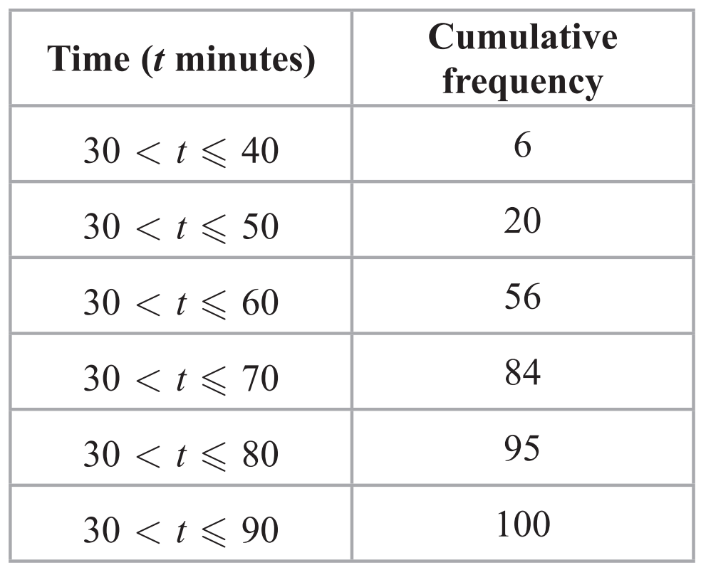 Time (t minutes) Cumulative frequency
30 < t ⩽ 40 6
30 < t ⩽ 50 20
30 < t ⩽ 60 56
30 < t ⩽ 70 84
30 < t ⩽ 80 95
30 < t ⩽ 90 100